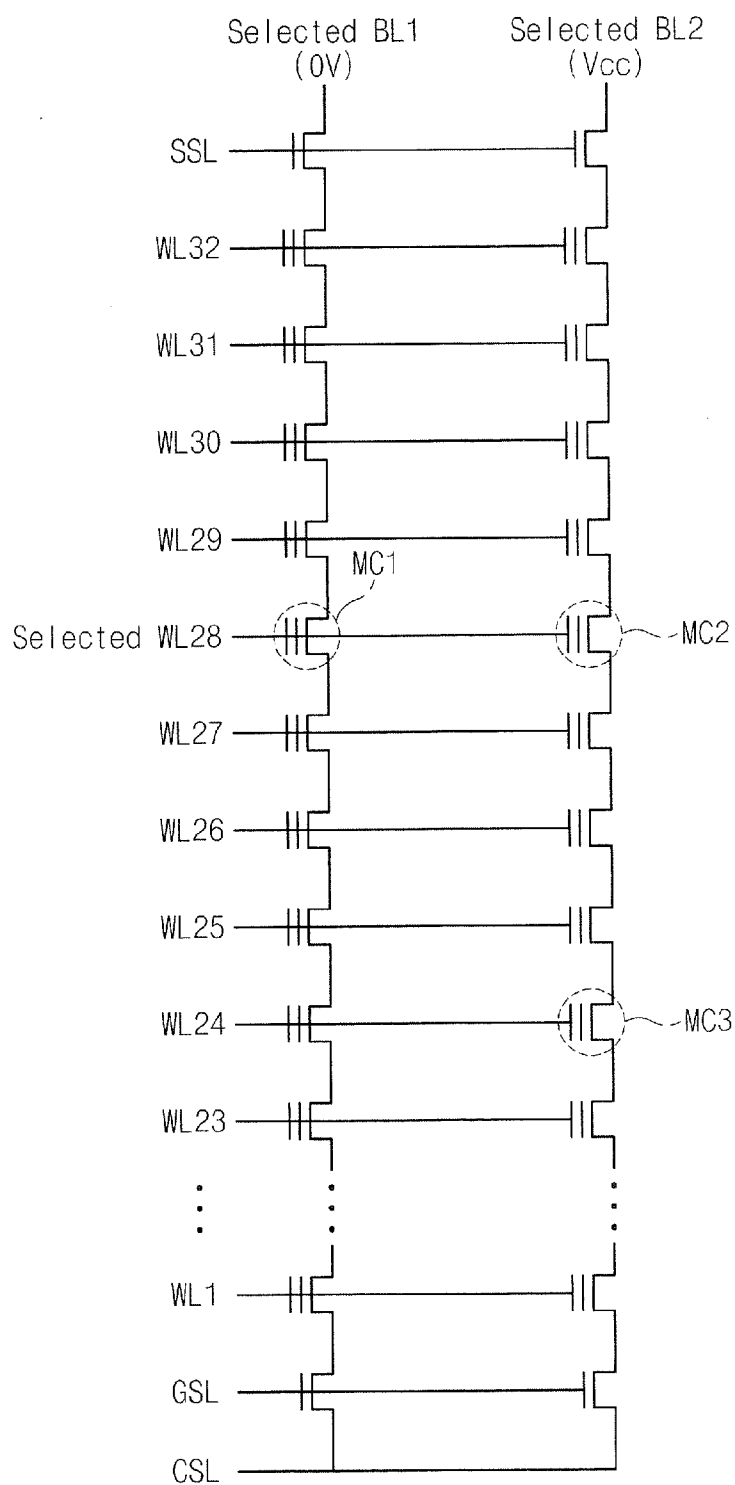 Selected BL1
(0V)
Selected BL2
(Vcc)
SSL
WL32
WL31
WL30
WL29
MC1
Selected WL28
MC2
WL27
WL26
WL25
WL24
MC3
WL23
WL1
GSL
CSL